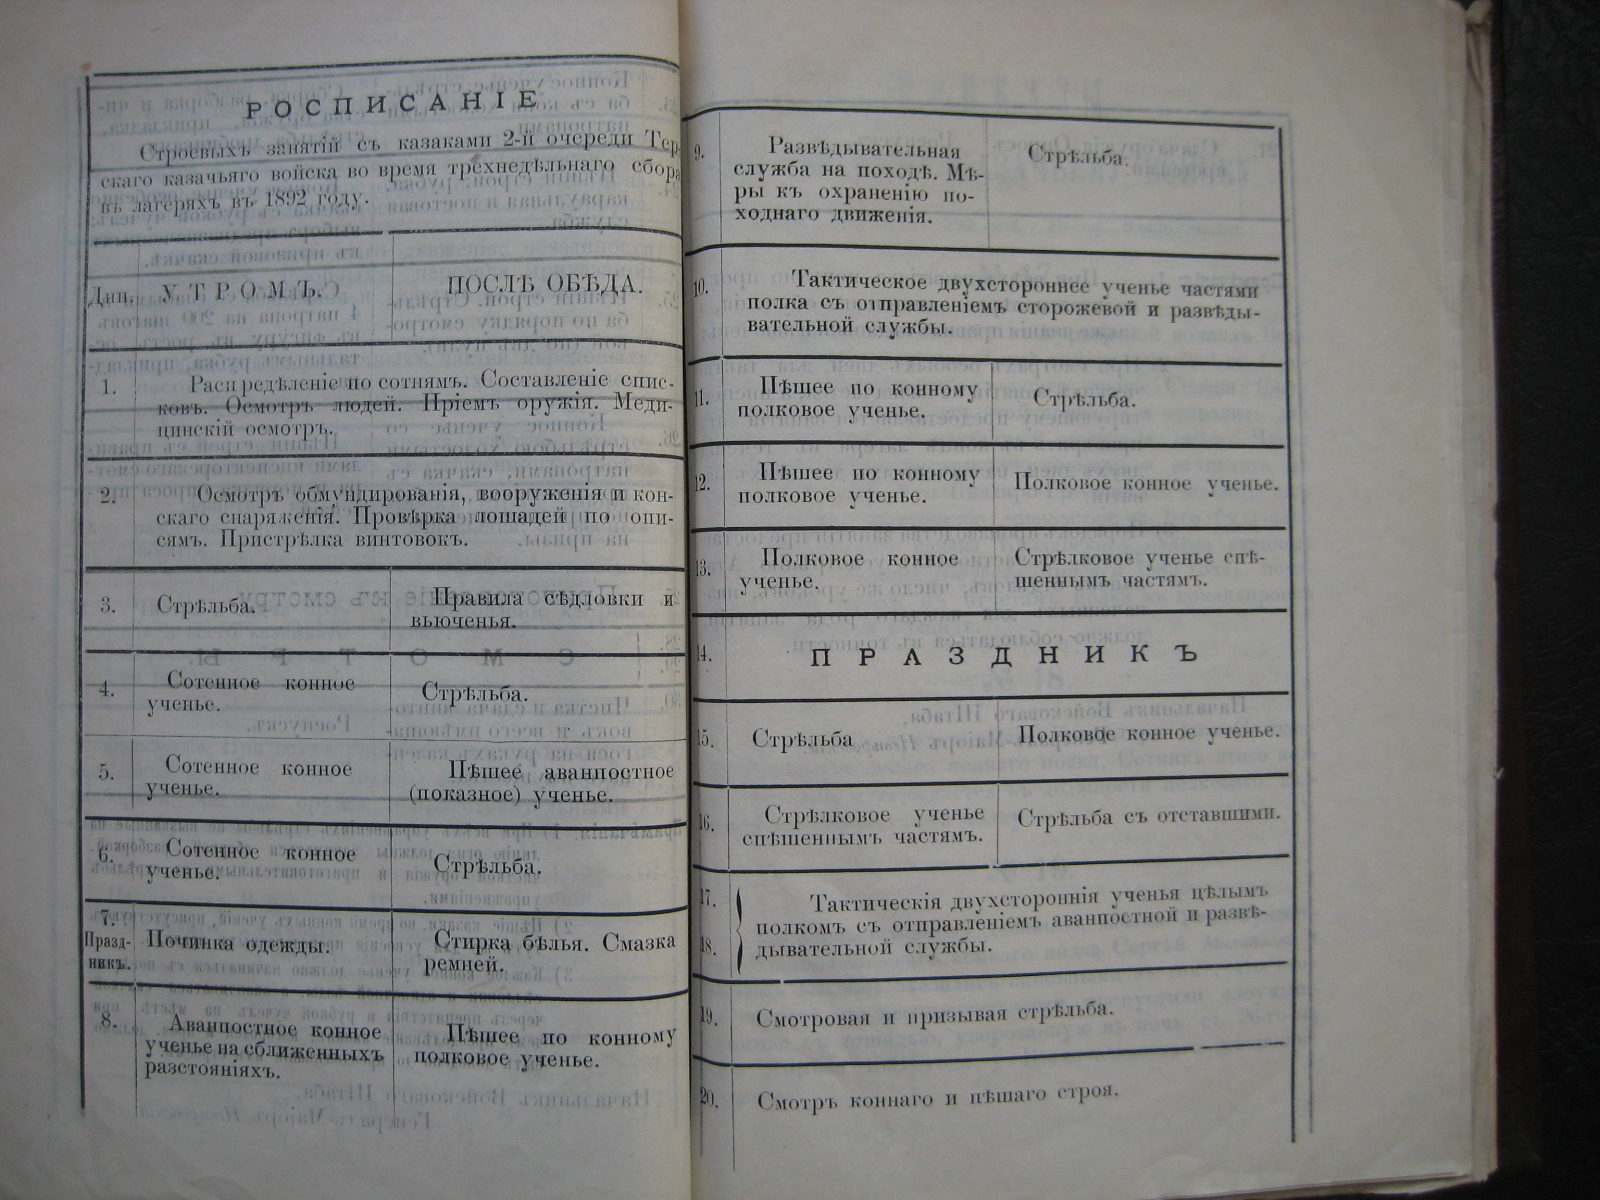 РОСПИСАНІЕ
Строевыхъ занятій съ казаками 2-й очереди Тер-
скаго казачьяго войска во время трехнедѣльнаго сбора
въ лагеряхъ въ 1892 году.
Дни. УТРОМЪ. ПОСЛѢ ОБѢДА.
1. Распредѣленіе по сотнямъ. Составленіе спис-
ковъ. Осмотръ людей. Пріемъ оружія. Меди-
цинскій осмотръ.
2. Осмотръ обмундированія, вооруженія и кон-
скаго снаряженія. Провѣрка лошадей по опи-
сямъ. Пристрѣлка винтовокъ.
3. Стрѣльба. Правила сѣдловки и
вьюченья.
4. Сотенное конное
ученье. Стрѣльба.
5. Сотенное конное
ученье. Пѣшее аванпостное
(показное) ученье.
6. Сотенное конное
ученье. Стрѣльба.
7.
Празд-
никъ. Починка одежды. Стирка бѣлья. Смазка
ремней.
8. Аванпостное конное
ученье на сближенныхъ
разстояніяхъ. Пѣшее по конному
полковое ученье.
9. Развѣдывательная
служба на походѣ. Мѣ-
ры къ охраненію по-
ходнаго движенія. Стрѣльба.
10. Тактическое двухстороннее ученье частями
полка съ отправленіемъ сторожевой и развѣды-
вательной службы.
11. Пѣшее по конному
полковое ученье. Стрѣльба.
12. Пѣшее по конному
полковое ученье. Полковое конное ученье.
13. Полковое конное
ученье. Стрѣлковое ученье спѣ-
шеннымъ частямъ.
14. ПРАЗДНИКЪ
15. Стрѣльба Полковое конное ученье.
16. Стрѣлковое ученье
спѣшеннымъ частямъ. Стрѣльба съ отставшими.
17.
18. Тактическія двухстороннія ученья цѣлымъ
полкомъ съ отправленіемъ аванпостной и развѣ-
дывательной службы.
19. Смотровая и призывая стрѣльба.
20. Смотръ коннаго и пѣшаго строя.